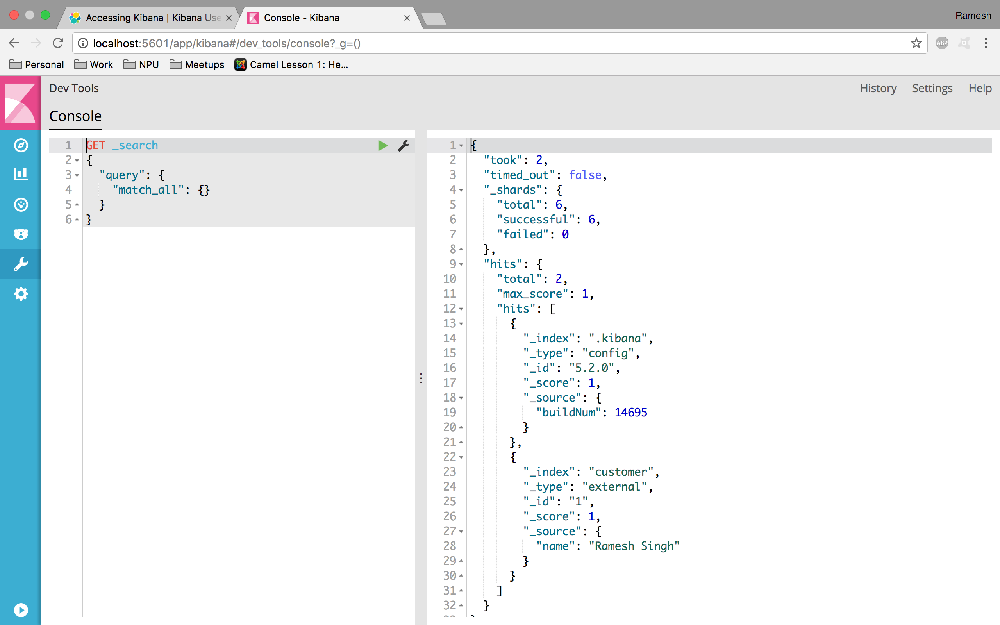 Accessing Kibana | Kibana Use
Console - Kibana
Ramesh
localhost:5601/app/kibana#/dev_tools/console?_g=()
ABP
Personal
Work
NPU
Meetups
Camel Lesson 1: He...
Dev Tools
History
Settings
Help
Console
1 GET _search
2 {
3 "query": {
4 "match_all": {}
5 }
6 }
1 {
2 "took": 2,
3 "timed_out": false,
4 "_shards": {
5 "total": 6,
6 "successful": 6,
7 "failed": 0
8 },
9 "hits": {
10 "total": 2,
11 "max_score": 1,
12 "hits": [
13 {
14 "_index": ".kibana",
15 "_type": "config",
16 "_id": "5.2.0",
17 "_score": 1,
18 "_source": {
19 "buildNum": 14695
20 }
21 },
22 {
23 "_index": "customer",
24 "_type": "external",
25 "_id": "1",
26 "_score": 1,
27 "_source": {
28 "name": "Ramesh Singh"
29 }
30 }
31 ]
32 }